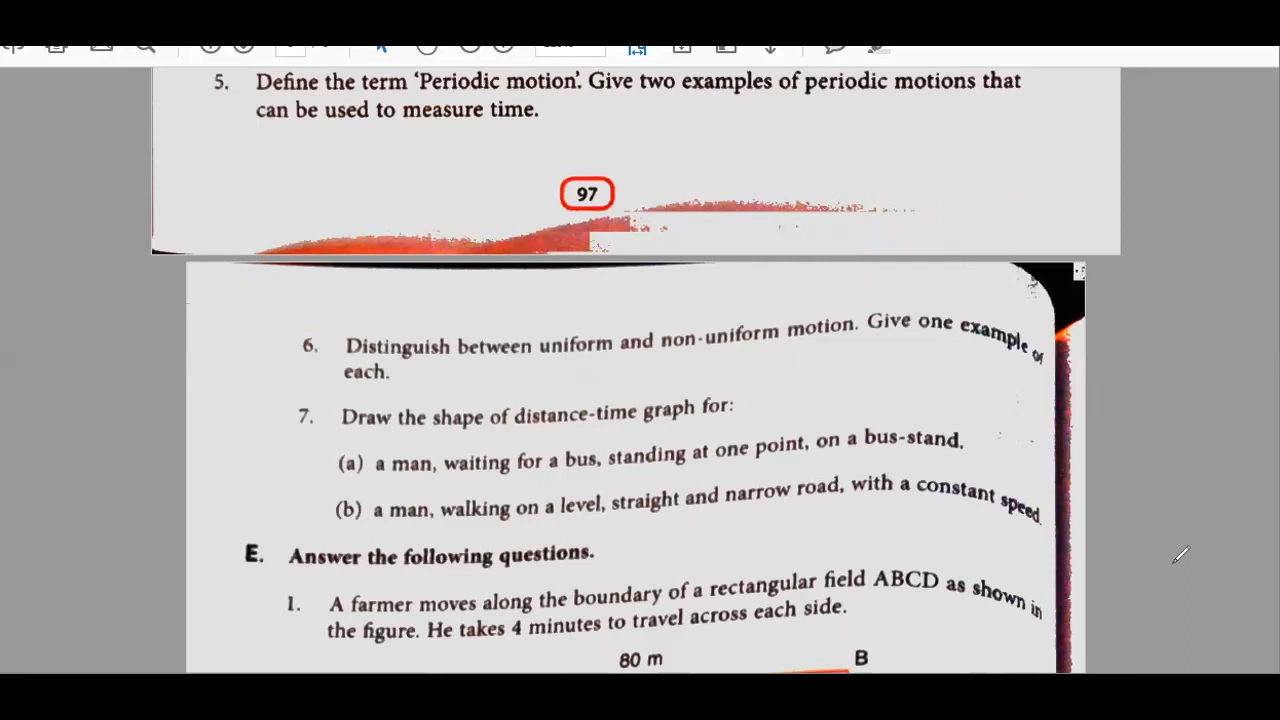 5. Define the term ‘Periodic motion’. Give two examples of periodic motions that
can be used to measure time.
97
6. Distinguish between uniform and non-uniform motion. Give one example of
each.
7. Draw the shape of distance-time graph for:
(a) a man, waiting for a bus, standing at one point, on a bus-stand.
(b) a man, walking on a level, straight and narrow road, with a constant speed.
E. Answer the following questions.
1. A farmer moves along the boundary of a rectangular field ABCD as shown in
the figure. He takes 4 minutes to travel across each side.
80 m B